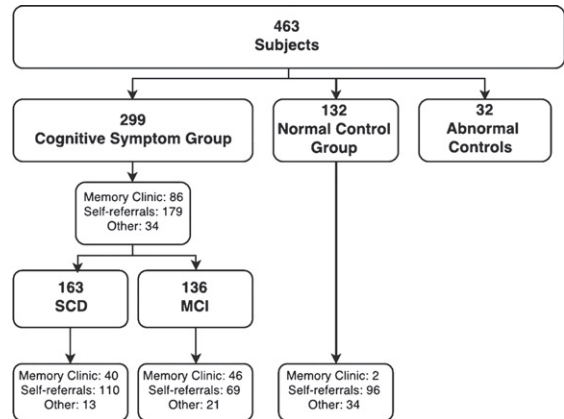 463
Subjects
299
Cognitive Symptom Group
132
Normal Control
Group
32
Abnormal
Controls
Memory Clinic: 86
Self-referrals: 179
Other: 34
163
SCD
136
MCI
Memory Clinic: 40
Self-referrals: 110
Other: 13
Memory Clinic: 46
Self-referrals: 69
Other: 21
Memory Clinic: 2
Self-referrals: 96
Other: 34